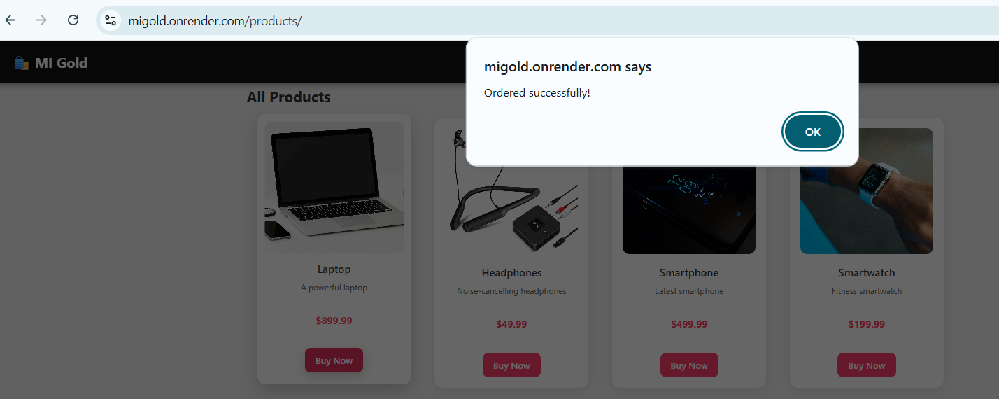 migold.onrender.com/products/
MI Gold
migold.onrender.com says
Ordered successfully!
OK
All Products
Laptop
A powerful laptop
$899.99
Buy Now
Headphones
Noise-cancelling headphones
$49.99
Buy Now
12
09
Smartphone
Latest smartphone
$499.99
Buy Now
Smartwatch
Fitness smartwatch
$199.99
Buy Now